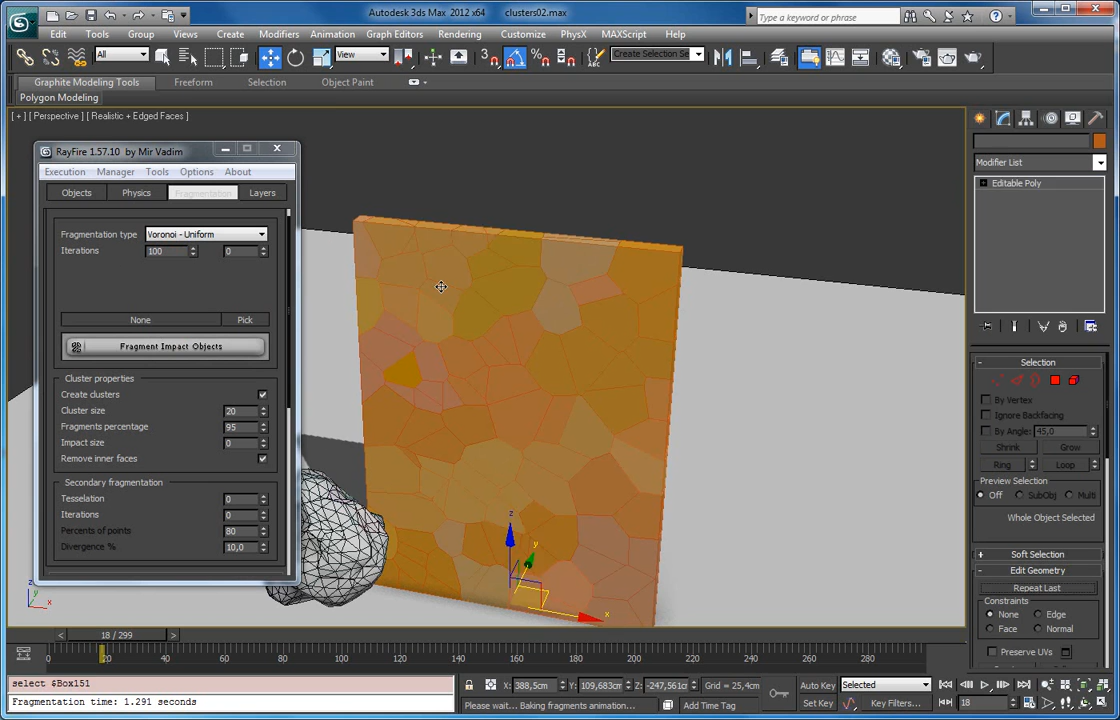 Autodesk 3ds Max 2012 x64 clusters02.max
Type a keyword or phrase
Edit Tools Group Views Create Modifiers Animation Graph Editors Rendering Customize PhysX MAXScript Help
All View 3 Create Selection Se
Graphite Modeling Tools Freeform Selection Object Paint
Polygon Modeling
[ + ] [ Perspective ] [ Realistic + Edged Faces ]
RayFire 1.57.10 by Mir Vadim
Execution Manager Tools Options About
Objects Physics Fragmentation Layers
Fragmentation type Voronoi - Uniform
Iterations 100 0
None Pick
Fragment Impact Objects
Cluster properties
Create clusters
Cluster size 20
Fragments percentage 95
Impact size 0
Remove inner faces
Secondary fragmentation
Tesselation 0
Iterations 0
Percents of points 80
Divergence % 10,0
z
y
x
z
x
Modifier List
Editable Poly
Selection
By Vertex
Ignore Backfacing
By Angle: 45,0
Shrink Grow
Ring Loop
Preview Selection
Off SubObj Multi
Whole Object Selected
Soft Selection
Edit Geometry
Repeat Last
Constraints
None Edge
Face Normal
Preserve UVs
18 / 299
0 20 40 60 80 100 120 140 160 180 200 220 240 260 280
select $Box151
Fragmentation time: 1.291 seconds
X: 388,5cm Y: 109,683cm Z: -247,561cm Grid = 25,4cm
Please wait... Baking fragments animation... Add Time Tag
Auto Key Selected
Set Key Key Filters... 18